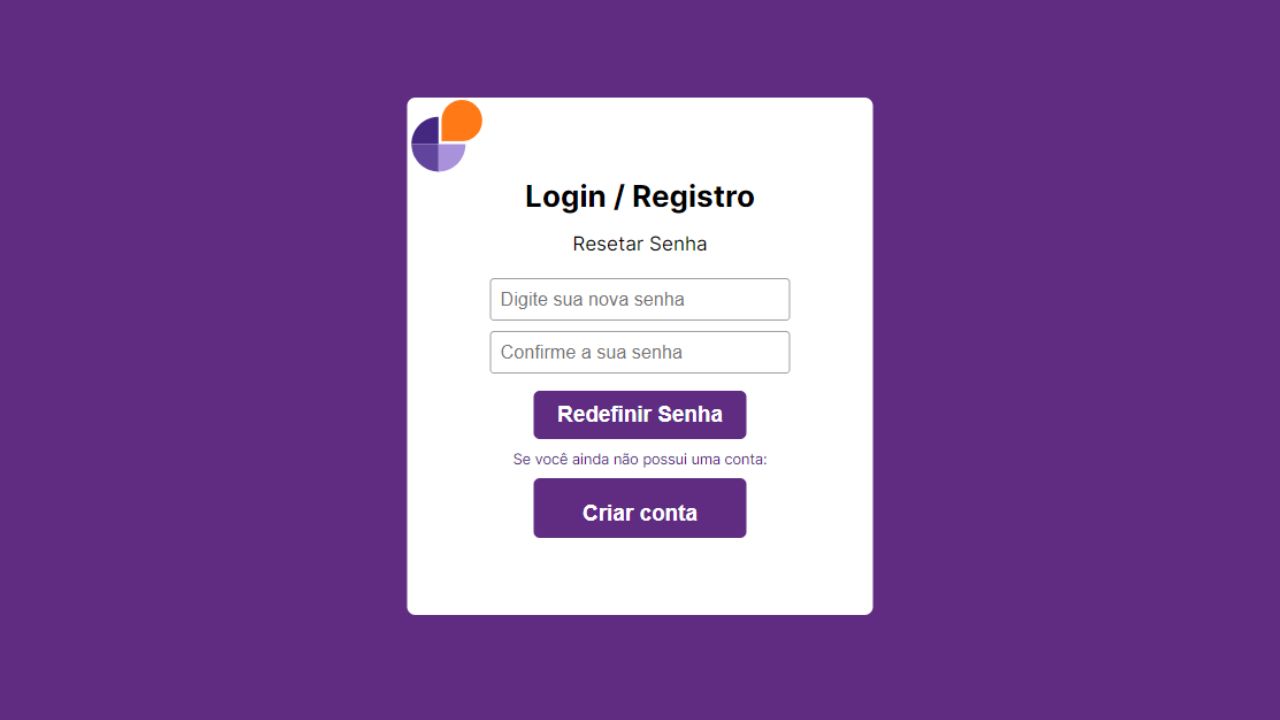 Login / Registro
Resetar Senha
Digite sua nova senha
Confirme a sua senha
Redefinir Senha
Se você ainda não possui uma conta:
Criar conta